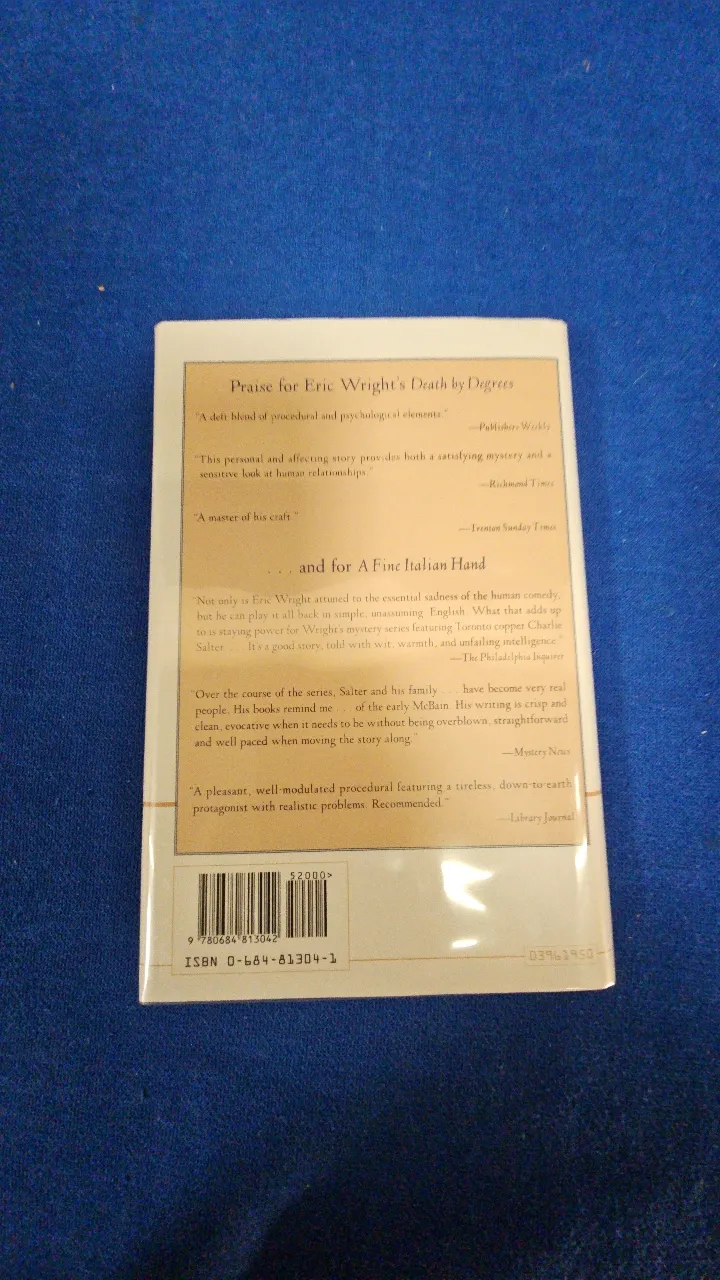 Praise for Eric Wright's Death by Degrees
"A deft blend of procedural and psychological elements."
—Publishers Weekly
"This personal and affecting story provides both a satisfying mystery and a
sensitive look at human relationships."
—Richmond Times
"A master of his craft."
—Trenton Sunday Times
. . . and for A Fine Italian Hand
"Not only is Eric Wright attuned to the essential sadness of the human comedy,
but he can play it all back in simple, unassuming English. What that adds up
to is staying power for Wright's mystery series featuring Toronto copper Charlie
Salter. . . . It's a good story, told with wit, warmth, and unfailing intelligence."
—The Philadelphia Inquirer
"Over the course of the series, Salter and his family . . . have become very real
people. His books remind me . . . of the early McBain. His writing is crisp and
clean, evocative when it needs to be without being overblown, straightforward
and well paced when moving the story along."
—Mystery News
"A pleasant, well-modulated procedural featuring a tireless, down-to-earth
protagonist with realistic problems. Recommended."
—Library Journal
52000>
9 780684 813042
ISBN 0-684-81304-1
03961950